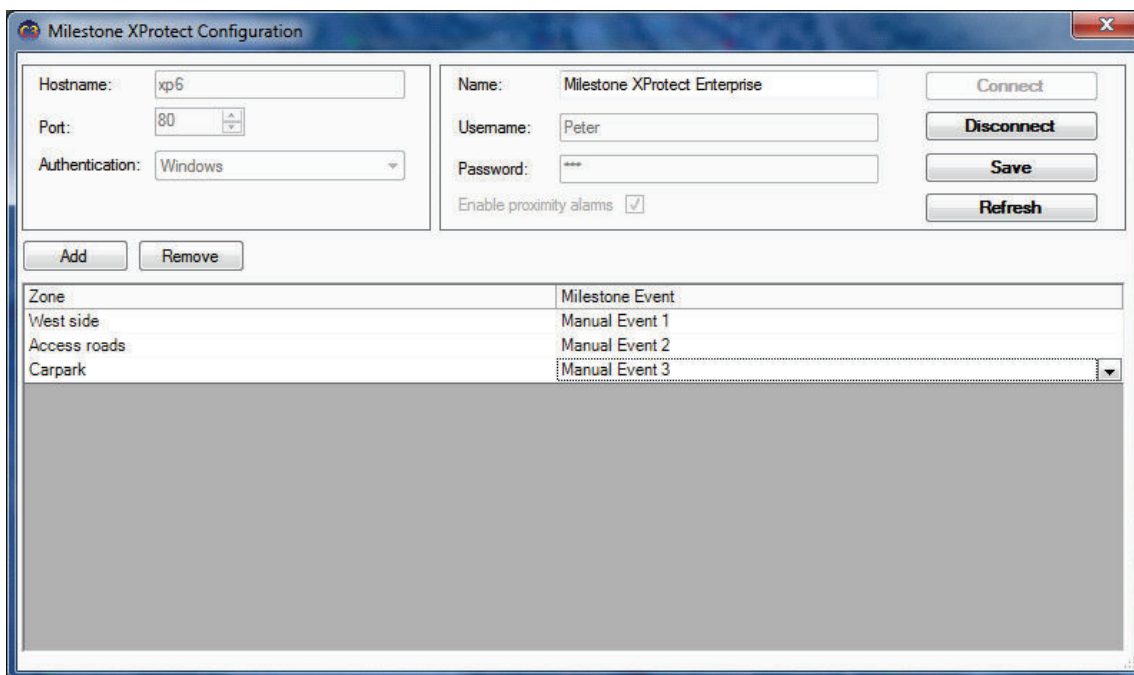 Milestone XProtect Configuration
Hostname: xp6
Port: 80
Authentication: Windows
Name: Milestone XProtect Enterprise
Username: Peter
Password: ***
Enable proximity alarms
Connect
Disconnect
Save
Refresh
Add Remove
Zone Milestone Event
West side Manual Event 1
Access roads Manual Event 2
Carpark Manual Event 3